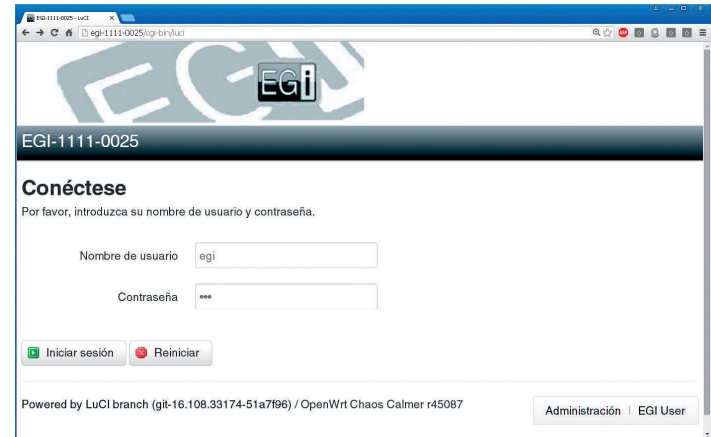 EGI-1111-0025 - LuCI
egi-1111-0025/cgi-bin/luci
EGi
EGI-1111-0025
Conéctese
Por favor, introduzca su nombre de usuario y contraseña.
Nombre de usuario egi
Contraseña •••
Iniciar sesión Reiniciar
Powered by LuCI branch (git-16.108.33174-51a7f96) / OpenWrt Chaos Calmer r45087
Administración | EGI User